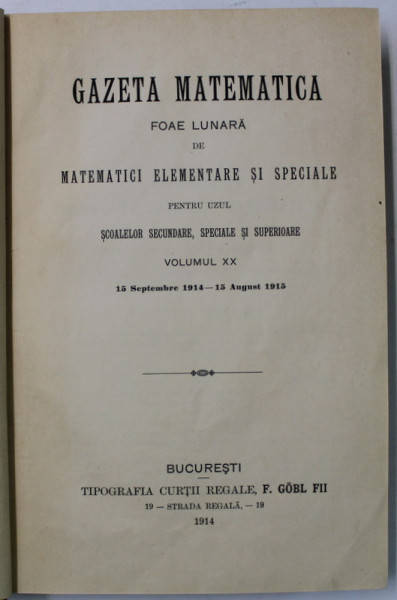 GAZETA MATEMATICA
FOAE LUNARĂ
DE
MATEMATICI ELEMENTARE ȘI SPECIALE
PENTRU UZUL
ȘCOALELOR SECUNDARE, SPECIALE ȘI SUPERIOARE
VOLUMUL XX
15 Septembre 1914—15 August 1915
BUCUREȘTI
TIPOGRAFIA CURȚII REGALE, F. GÖBL FII
19 — STRADA REGALĂ, — 19
1914